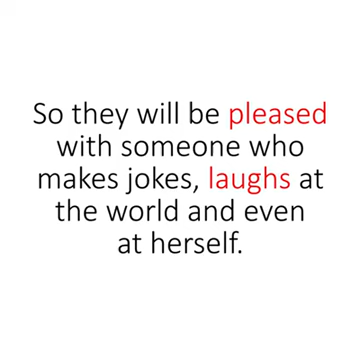 So they will be pleased
with someone who
makes jokes, laughs at
the world and even
at herself.